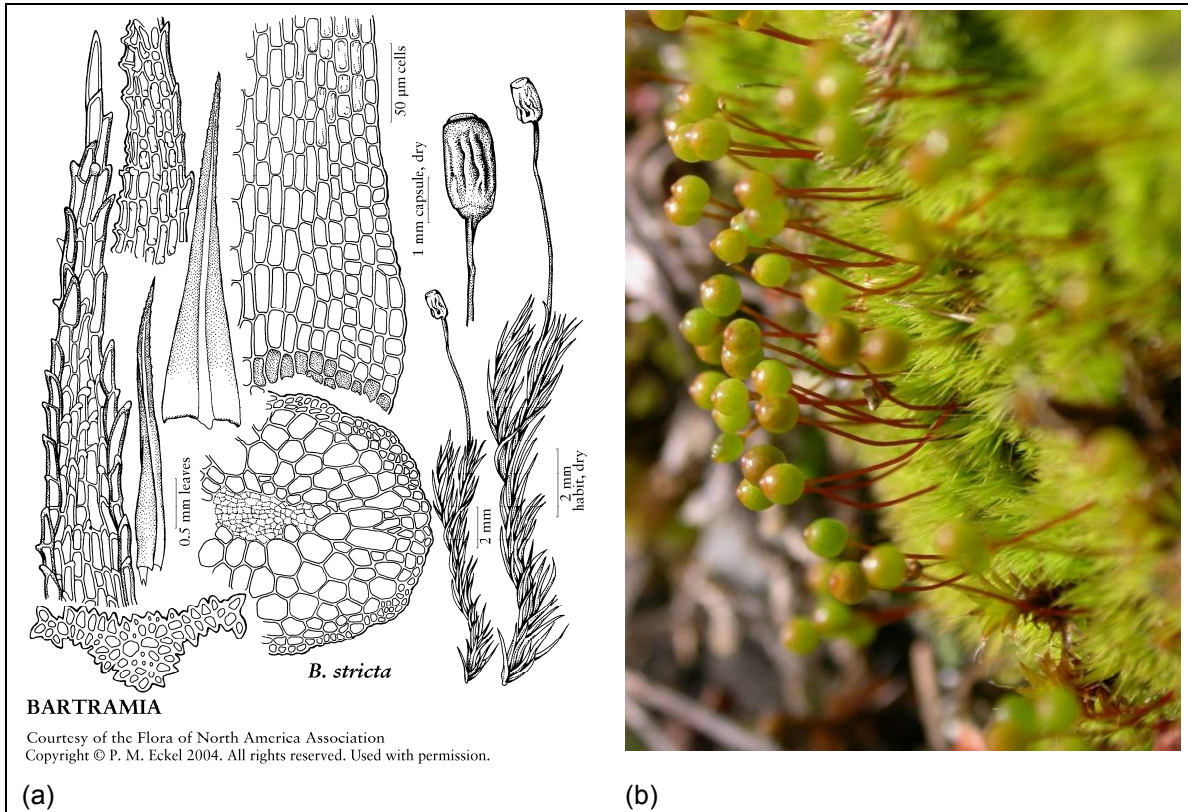 50 µm cells
1 mm capsule, dry
0.5 mm leaves
2 mm
2 mm
habit, dry
B. stricta
BARTRAMIA
Courtesy of the Flora of North America Association
Copyright © P. M. Eckel 2004. All rights reserved. Used with permission.
(a)
(b)